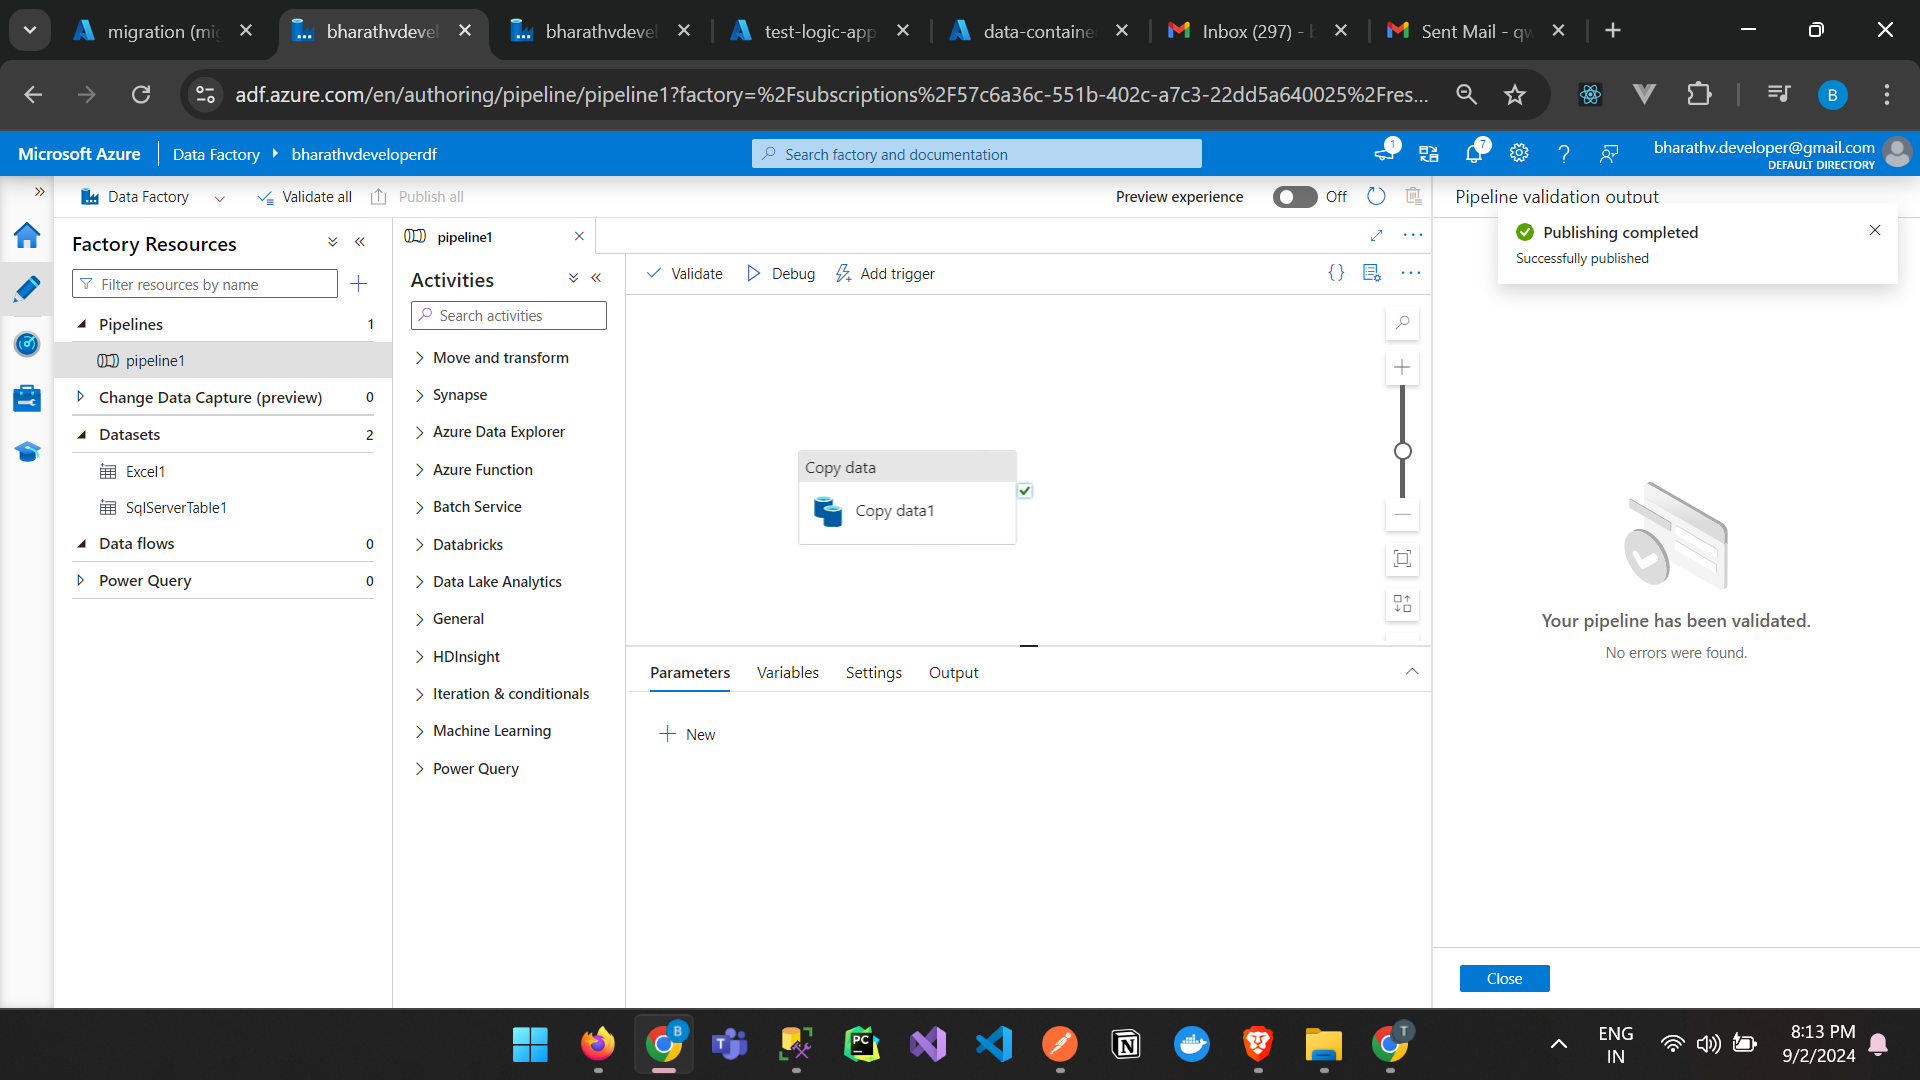 migration (mig
bharathvdevel
bharathvdevel
test-logic-app
data-container
Inbox (297) - b
Sent Mail - qw
adf.azure.com/en/authoring/pipeline/pipeline1?factory=%2Fsubscriptions%2F57c6a36c-551b-402c-a7c3-22dd5a640025%2Fres...
B
Microsoft Azure
Data Factory
bharathvdeveloperdf
Search factory and documentation
1
7
bharathv.developer@gmail.com
DEFAULT DIRECTORY
Data Factory
Validate all
Publish all
Preview experience
Off
Pipeline validation output
Publishing completed
Successfully published
Factory Resources
Filter resources by name
Pipelines
1
pipeline1
Change Data Capture (preview)
0
Datasets
2
Excel1
SqlServerTable1
Data flows
0
Power Query
0
pipeline1
Activities
Search activities
Move and transform
Synapse
Azure Data Explorer
Azure Function
Batch Service
Databricks
Data Lake Analytics
General
HDInsight
Iteration & conditionals
Machine Learning
Power Query
Validate
Debug
Add trigger
{}
Copy data
Copy data1
Parameters
Variables
Settings
Output
New
Your pipeline has been validated.
No errors were found.
Close
B
T
PC
T
ENG
IN
8:13 PM
9/2/2024